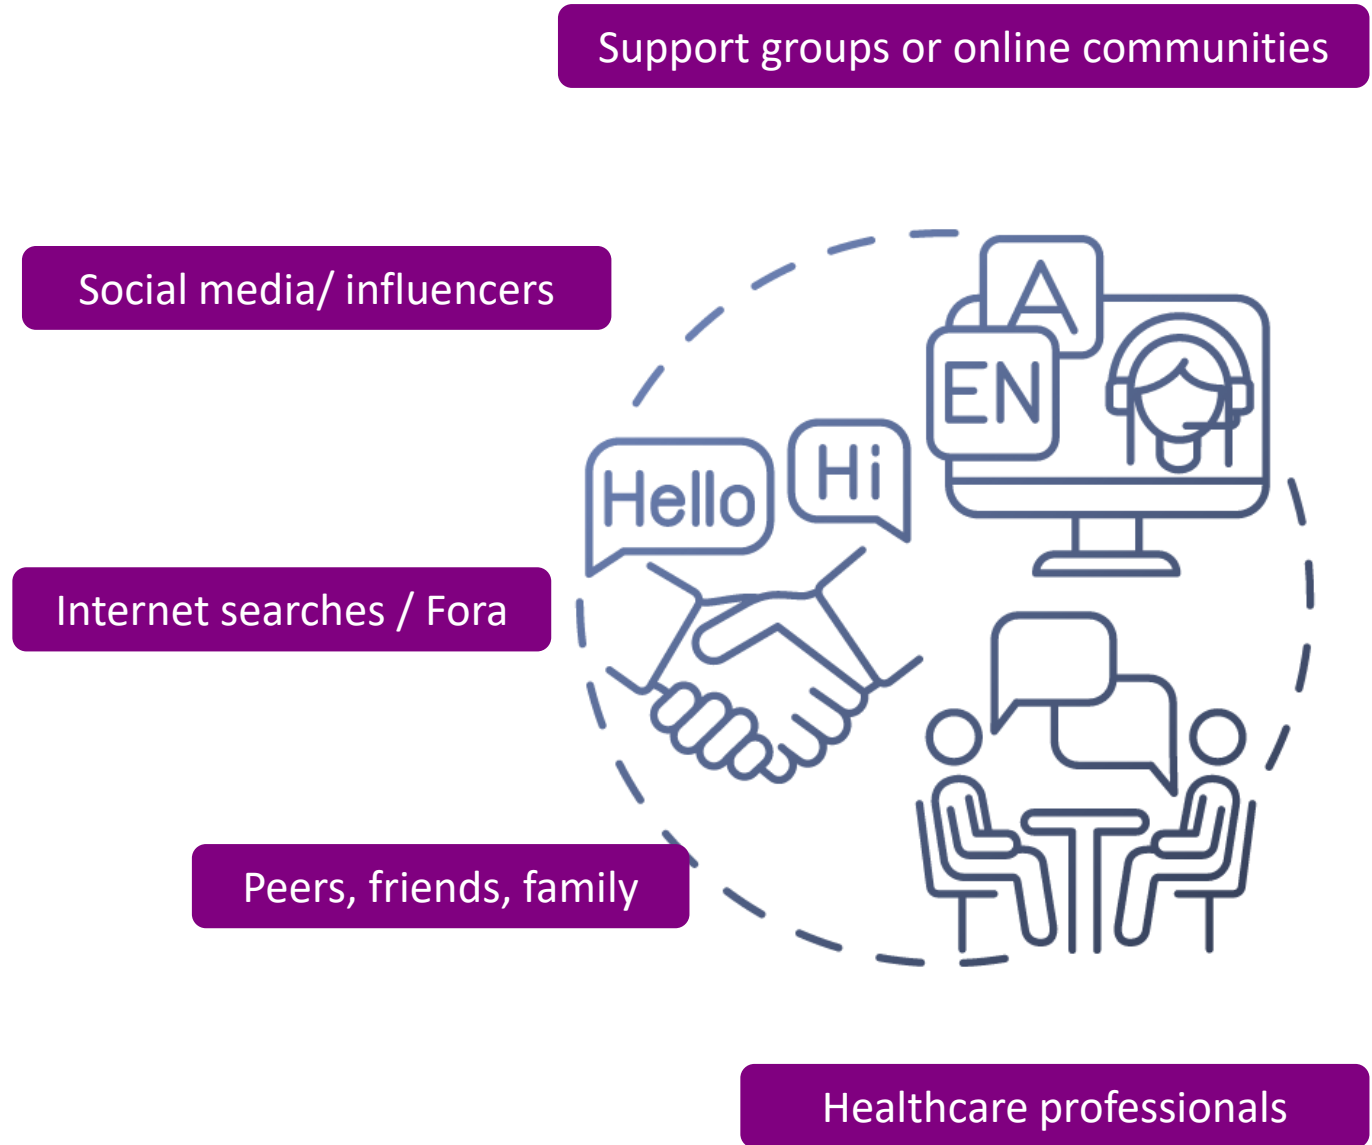 Support groups or online communities
Social media/ influencers
A
EN
Hello
Hi
Internet searches / Fora
Peers, friends, family
Healthcare professionals